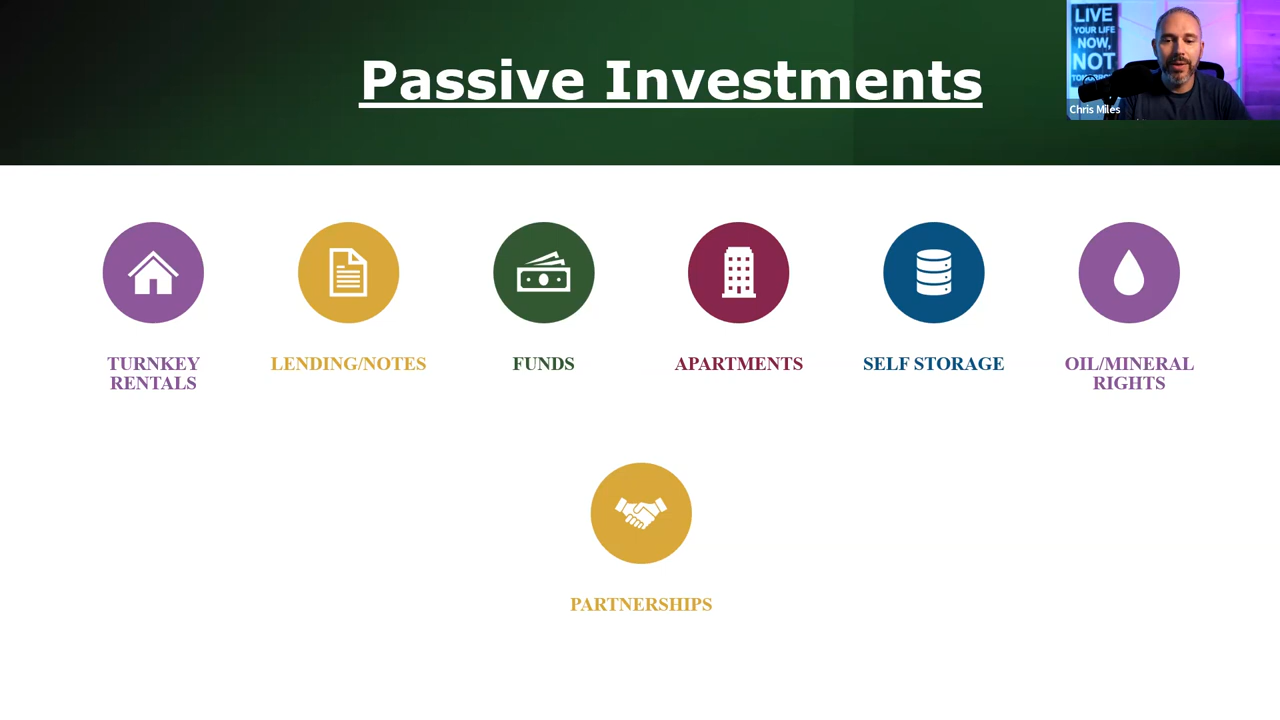 Passive Investments
LIVE
YOUR LIFE
NOW,
NOT
Chris Miles
TURNKEY
RENTALS
LENDING/NOTES
FUNDS
APARTMENTS
SELF STORAGE
OIL/MINERAL
RIGHTS
PARTNERSHIPS